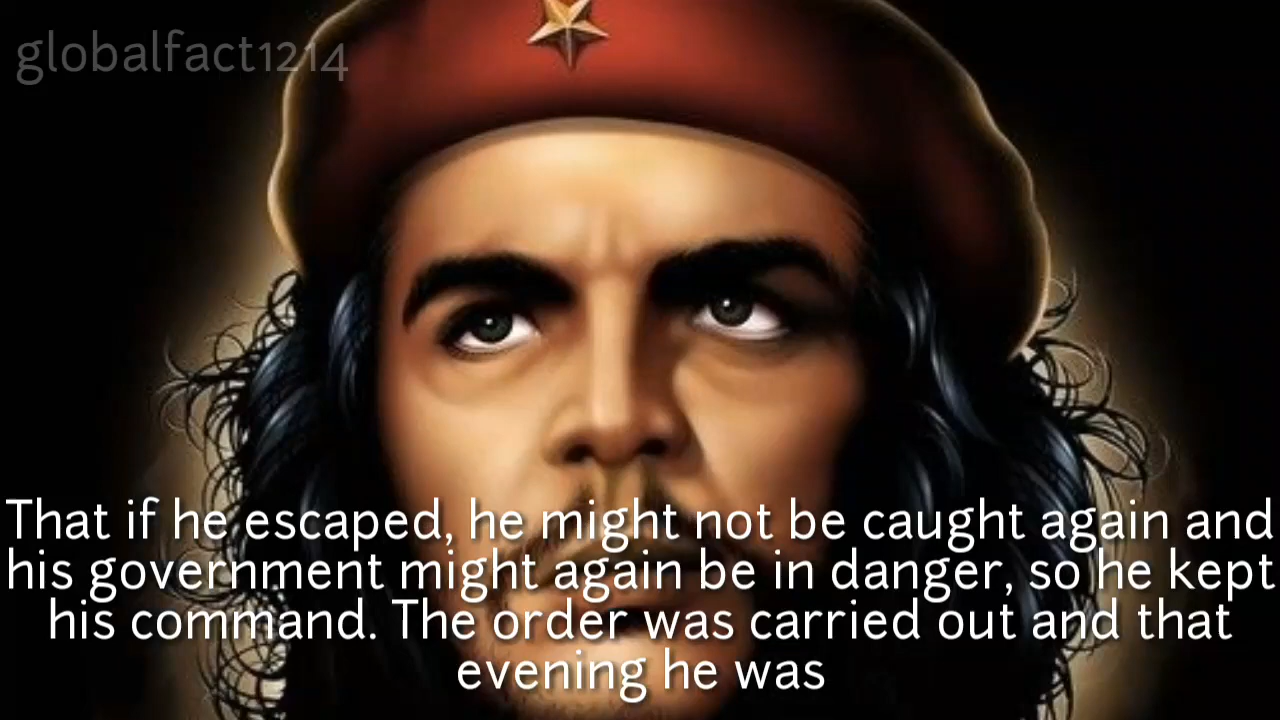 globalfact1214
That if he escaped, he might not be caught again and
his government might again be in danger, so he kept
his command. The order was carried out and that
evening he was